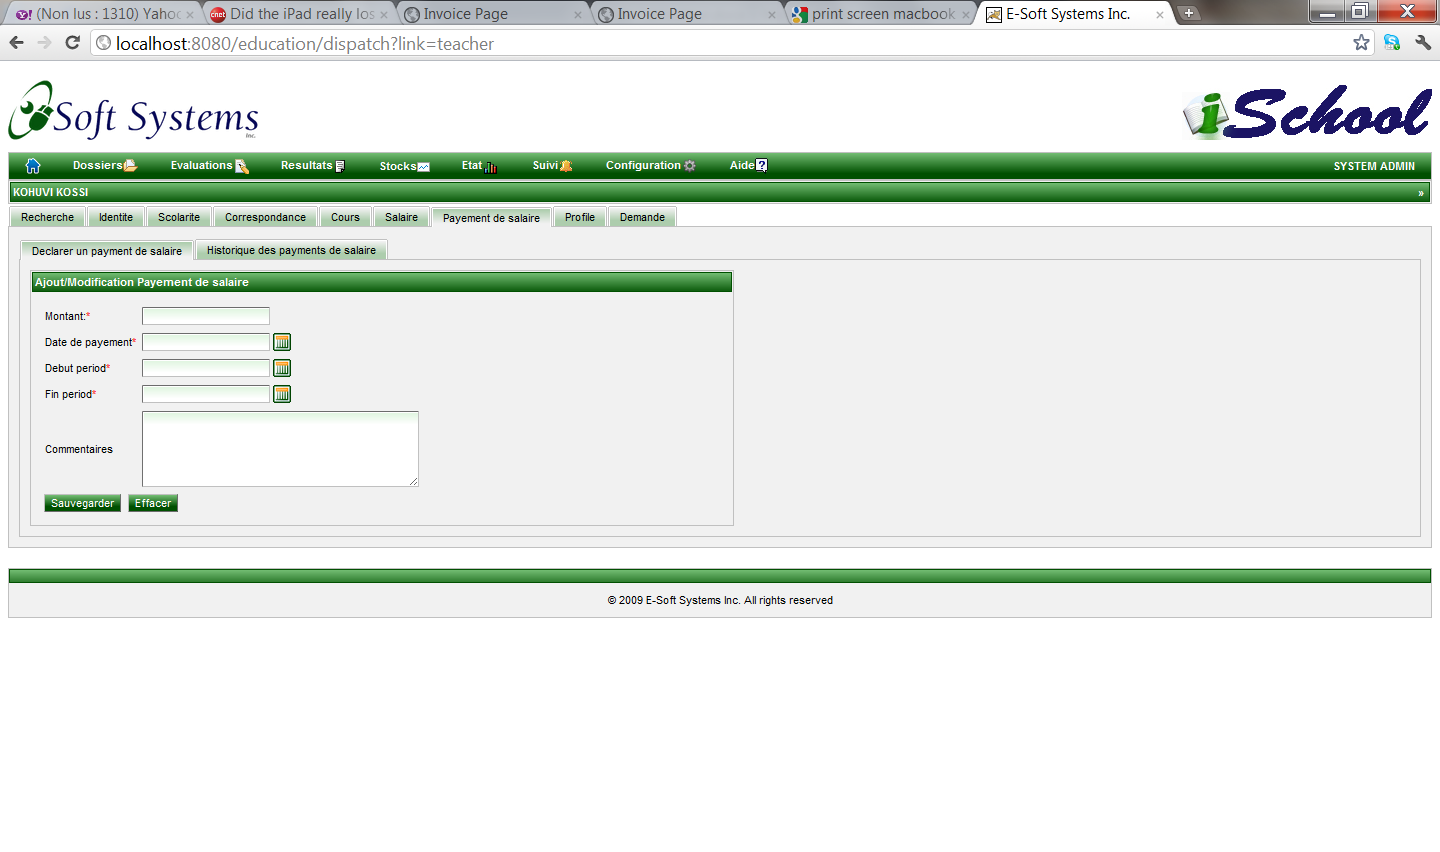 (Non lus : 1310) Yahoo Did the iPad really los Invoice Page Invoice Page print screen macbook E-Soft Systems Inc.
localhost:8080/education/dispatch?link=teacher
Soft Systems Inc. iSchool
Dossiers Evaluations Resultats Stocks Etat Suivi Configuration Aide SYSTEM ADMIN
KOHUVI KOSSI »
Recherche Identite Scolarite Correspondance Cours Salaire Payement de salaire Profile Demande
Declarer un payment de salaire Historique des payments de salaire
Ajout/Modification Payement de salaire
Montant:*
Date de payement*
Debut period*
Fin period*
Commentaires
Sauvegarder Effacer
© 2009 E-Soft Systems Inc. All rights reserved